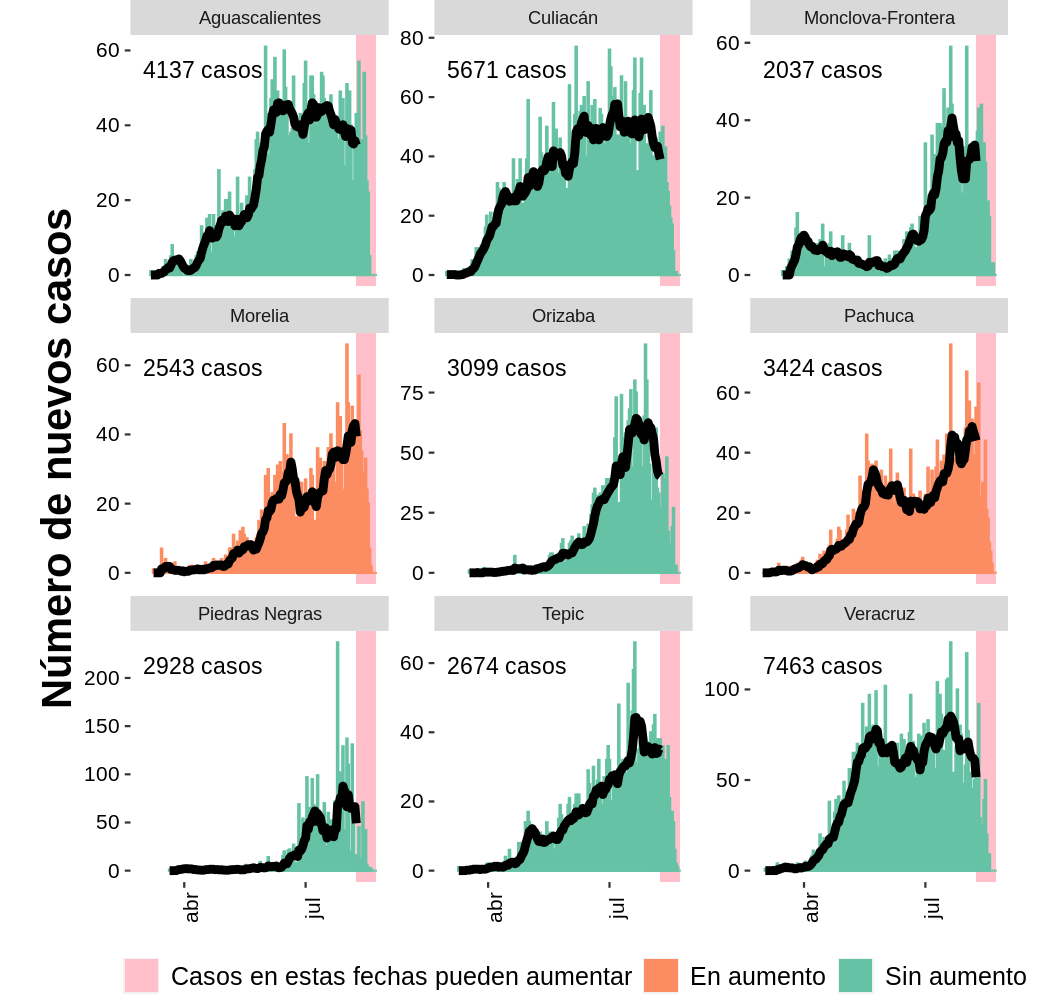 Número de nuevos casos
Aguascalientes
4137 casos
60
40
20
0
Culiacán
5671 casos
80
60
40
20
0
Monclova-Frontera
2037 casos
60
40
20
0
Morelia
2543 casos
60
40
20
0
Orizaba
3099 casos
75
50
25
0
Pachuca
3424 casos
60
40
20
0
Piedras Negras
2928 casos
200
150
100
50
0
abr
jul
Tepic
2674 casos
60
40
20
0
abr
jul
Veracruz
7463 casos
100
50
0
abr
jul
Casos en estas fechas pueden aumentar
En aumento
Sin aumento